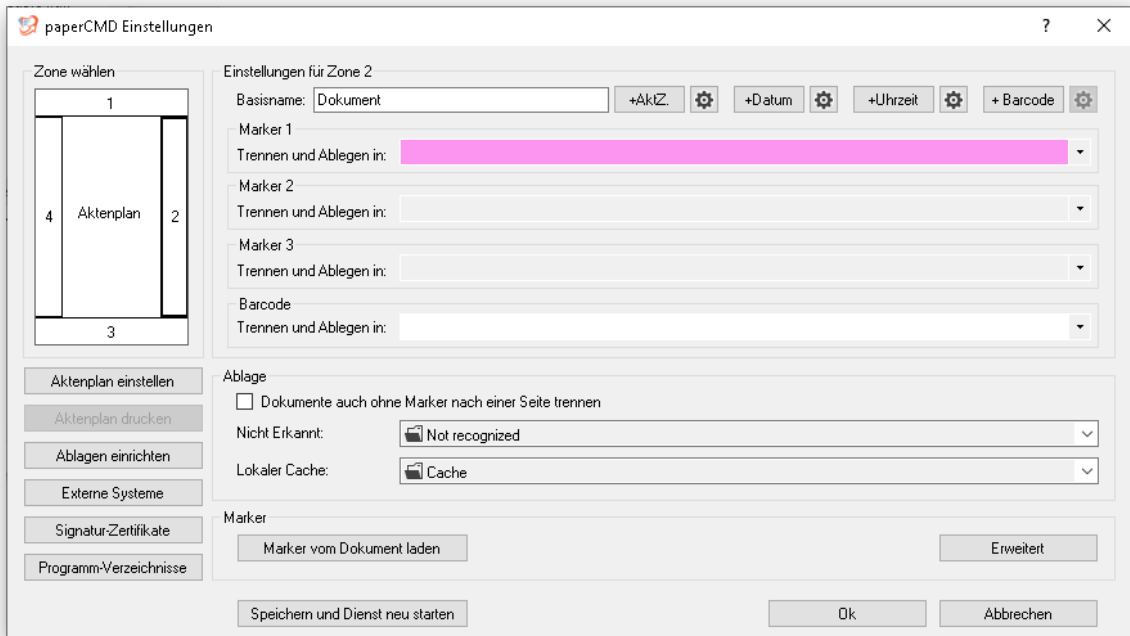 paperCMD Einstellungen
?
Zone wählen
1
4
Aktenplan
2
3
Aktenplan einstellen
Aktenplan drucken
Ablagen einrichten
Externe Systeme
Signatur-Zertifikate
Programm-Verzeichnisse
Einstellungen für Zone 2
Basisname: Dokument +AktZ. +Datum +Uhrzeit + Barcode
Marker 1
Trennen und Ablegen in:
Marker 2
Trennen und Ablegen in:
Marker 3
Trennen und Ablegen in:
Barcode
Trennen und Ablegen in:
Ablage
Dokumente auch ohne Marker nach einer Seite trennen
Nicht Erkannt: Not recognized
Lokaler Cache: Cache
Marker
Marker vom Dokument laden Erweitert
Speichern und Dienst neu starten Ok Abbrechen